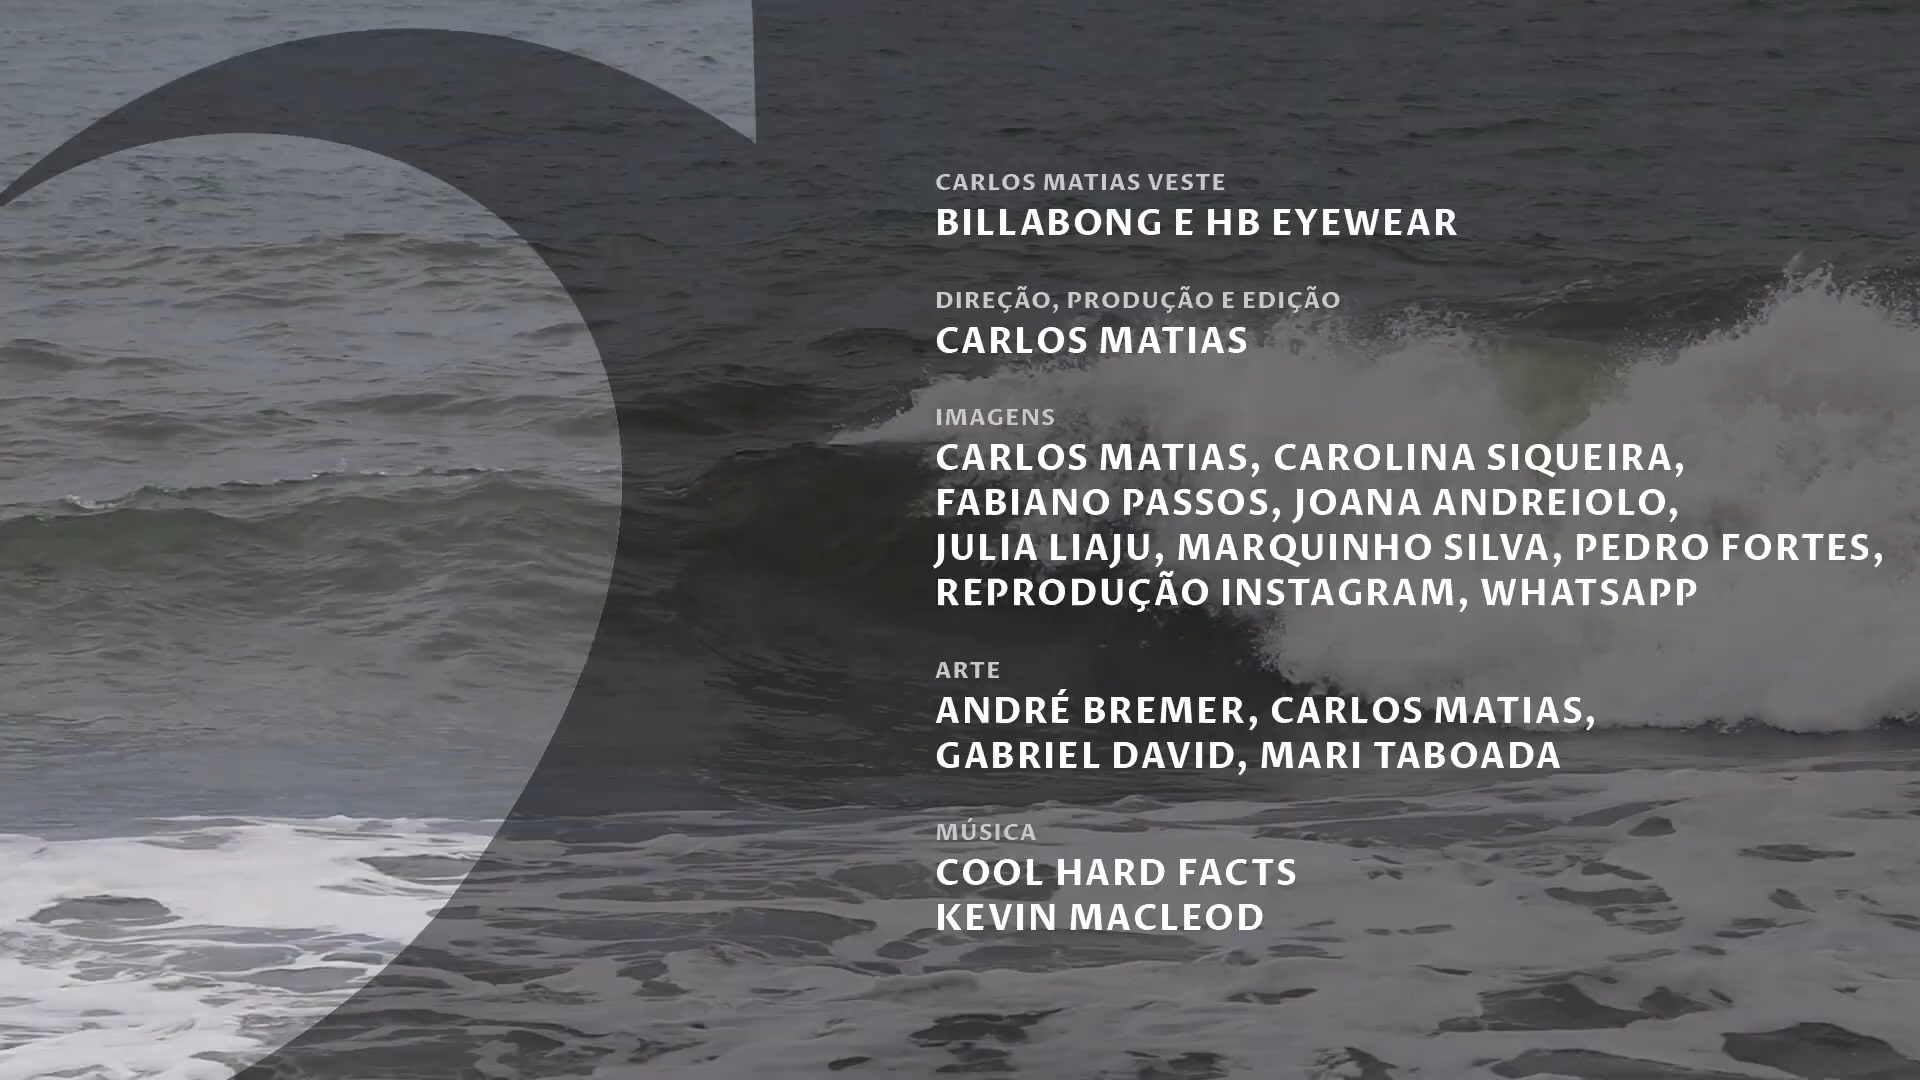 CARLOS MATIAS VESTE
BILLABONG E HB EYEWEAR
DIREÇÃO, PRODUÇÃO E EDIÇÃO
CARLOS MATIAS
IMAGENS
CARLOS MATIAS, CAROLINA SIQUEIRA,
FABIANO PASSOS, JOANA ANDREIOLO,
JULIA LIAJU, MARQUINHO SILVA, PEDRO FORTES,
REPRODUÇÃO INSTAGRAM, WHATSAPP
ARTE
ANDRÉ BREMER, CARLOS MATIAS,
GABRIEL DAVID, MARI TABOADA
MÚSICA
COOL HARD FACTS
KEVIN MACLEOD